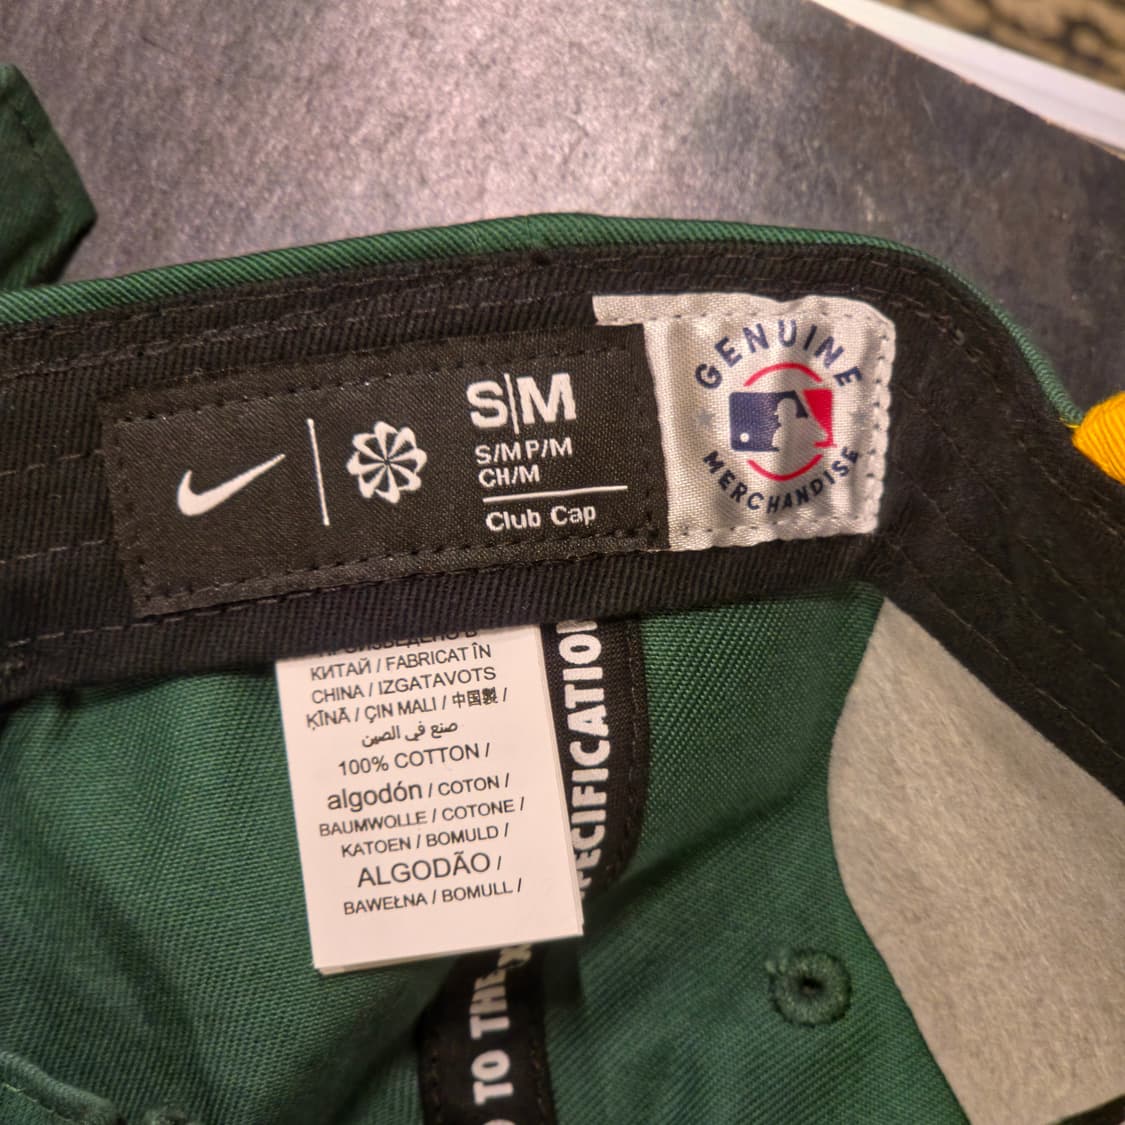 S|M
S/M P/M
CH/M
Club Cap
GENUINE
MERCHANDISE
КИТАЙ / FABRICAT ÎN
CHINA / IZGATAVOTS
ĶĪNĀ / ÇIN MALI / 中国製 /
صنع في الصين
100% COTTON /
algodón / COTON /
BAUMWOLLE / COTONE /
KATOEN / BOMULD /
ALGODÃO /
BAWEŁNA / BOMULL /
TO THE